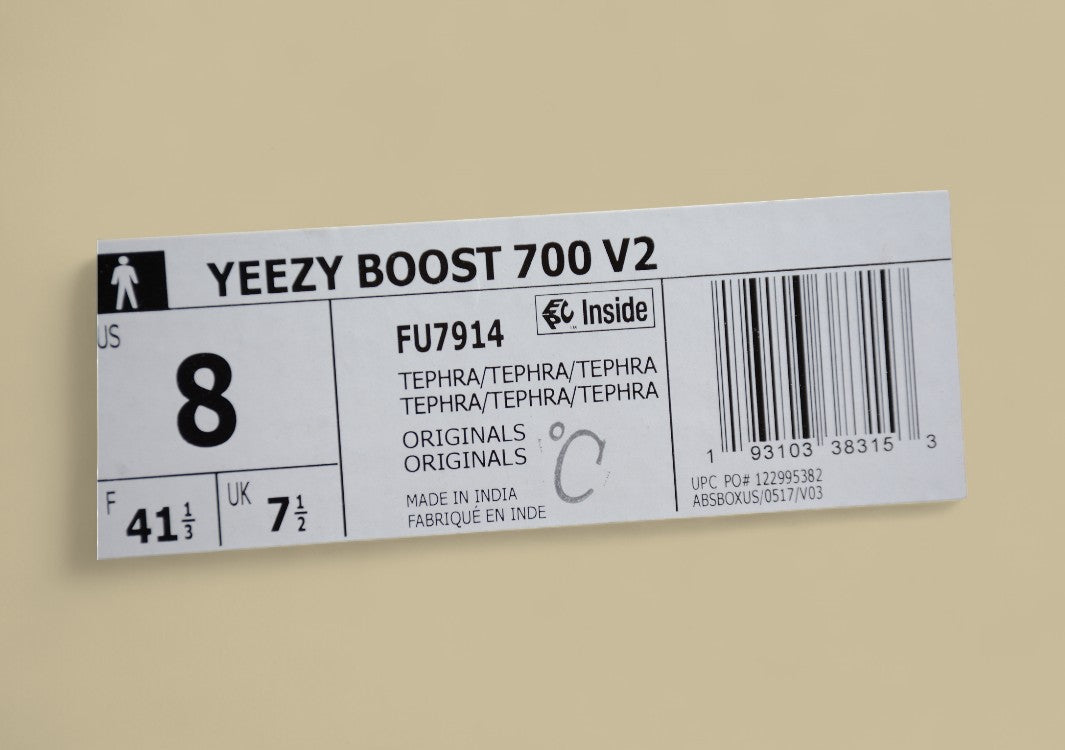 YEEZY BOOST 700 V2
US
8
F 41 1/3
UK 7 1/2
FU7914
EPC Inside
TM
TEPHRA/TEPHRA/TEPHRA
TEPHRA/TEPHRA/TEPHRA
ORIGINALS
ORIGINALS
°C
MADE IN INDIA
FABRIQUÉ EN INDE
1 93103 38315 3
UPC PO# 122995382
ABSBOXUS/0517/V03